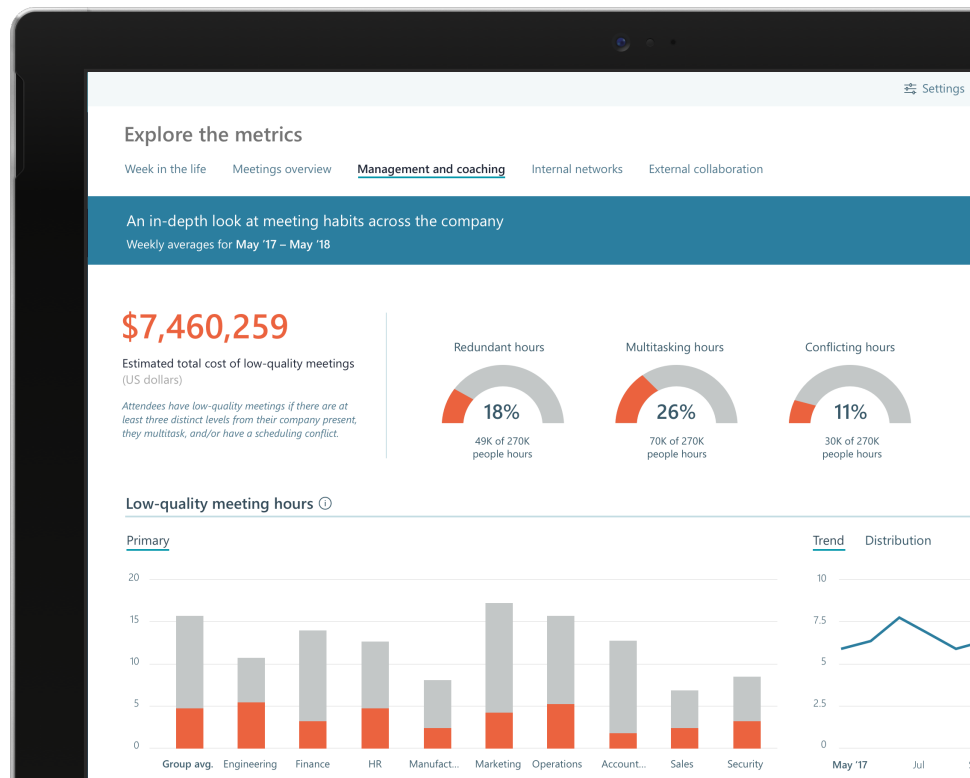 Settings
Explore the metrics
Week in the life Meetings overview Management and coaching Internal networks External collaboration
An in-depth look at meeting habits across the company
Weekly averages for May '17 – May '18
$7,460,259
Estimated total cost of low-quality meetings
(US dollars)
Attendees have low-quality meetings if there are at
least three distinct levels from their company present,
they multitask, and/or have a scheduling conflict.
Redundant hours
18%
49K of 270K
people hours
Multitasking hours
26%
70K of 270K
people hours
Conflicting hours
11%
30K of 270K
people hours
Low-quality meeting hours
Primary
20
15
10
5
0
Group avg. Engineering Finance HR Manufact... Marketing Operations Account... Sales Security
Trend Distribution
10
7.5
5
2.5
0
May '17 Jul